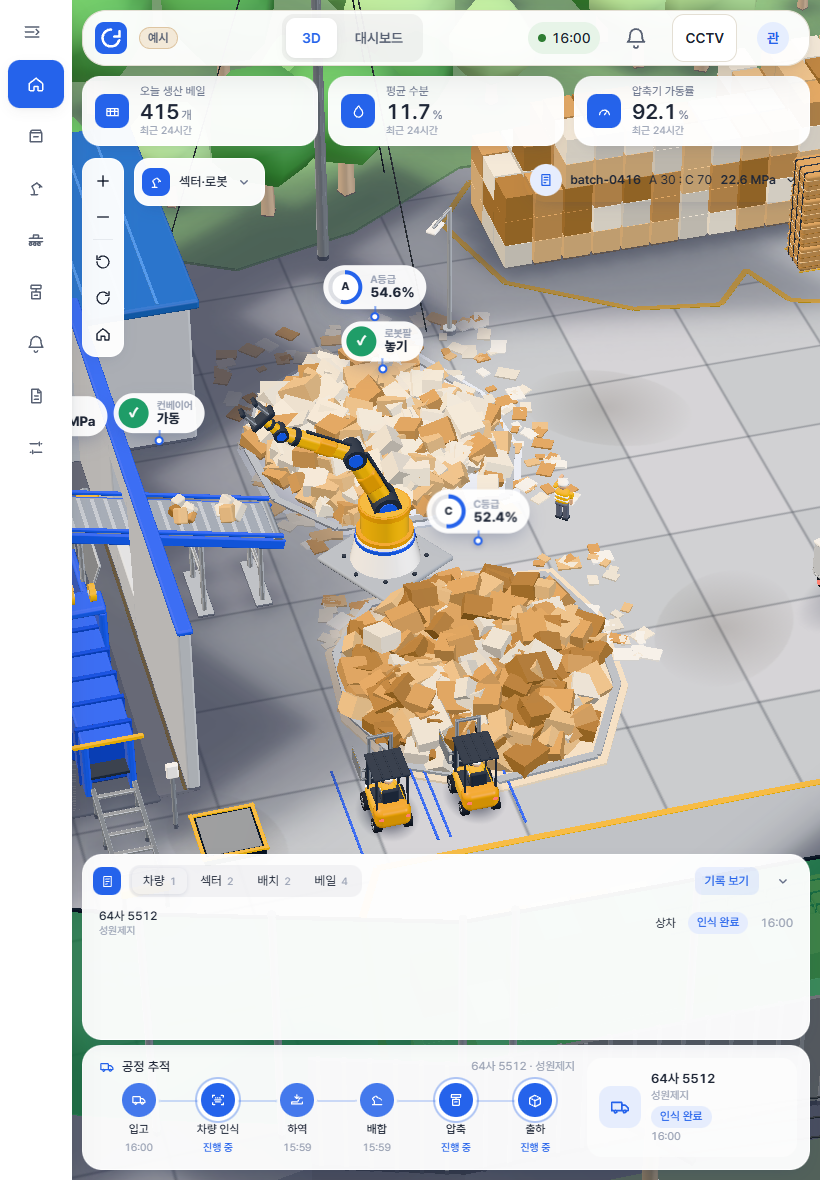 예시
3D
대시보드
16:00
CCTV
관
오늘 생산 베일
415개
최근 24시간
평균 수분
11.7%
최근 24시간
압축기 가동률
92.1%
최근 24시간
섹터·로봇
batch-0416 A 30 : C 70 22.6 MPa
A
A등급
54.6%
로봇팔
놓기
MPa
컨베이어
가동
C
C등급
52.4%
차량 1
섹터 2
배치 2
베일 4
기록 보기
64사 5512
성원제지
상차
인식 완료
16:00
공정 추적
64사 5512 · 성원제지
입고
16:00
차량 인식
진행 중
하역
15:59
배합
15:59
압축
진행 중
출하
진행 중
64사 5512
성원제지
인식 완료
16:00